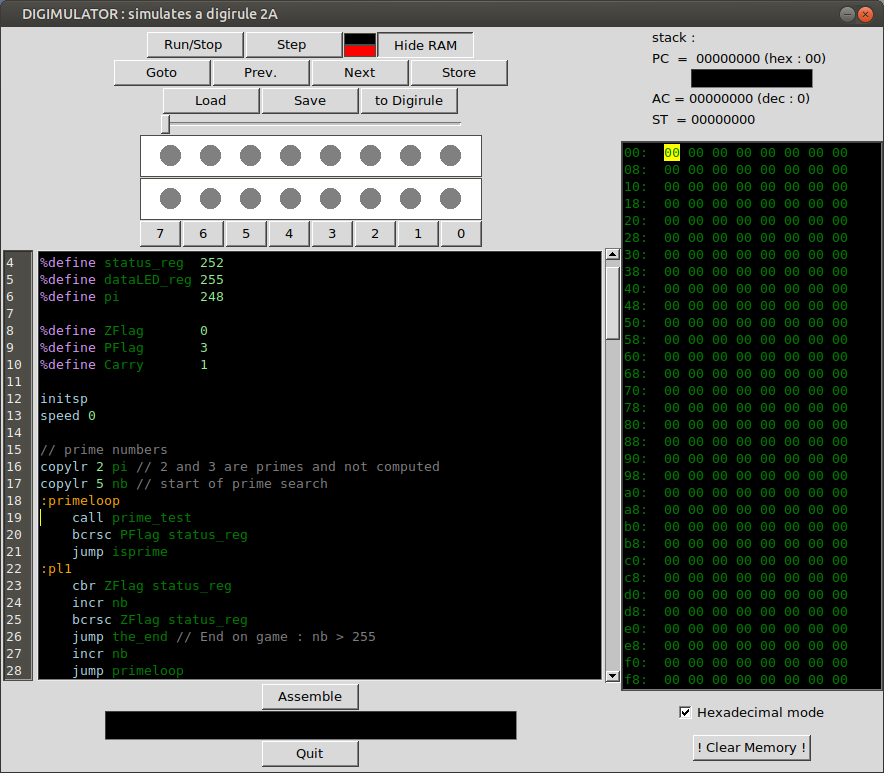 DIGIMULATOR : simulates a digirule 2A
Run/Stop Step Hide RAM
Goto Prev. Next Store
Load Save to Digirule
7 6 5 4 3 2 1 0
stack :
PC = 00000000 (hex : 00)
AC = 00000000 (dec : 0)
ST = 00000000
4 %define status_reg 252
5 %define dataLED_reg 255
6 %define pi 248
7
8 %define ZFlag 0
9 %define PFlag 3
10 %define Carry 1
11
12 initsp
13 speed 0
14
15 // prime numbers
16 copylr 2 pi // 2 and 3 are primes and not computed
17 copylr 5 nb // start of prime search
18 :primeloop
19 call prime_test
20 bcrsc PFlag status_reg
21 jump isprime
22 :pl1
23 cbr ZFlag status_reg
24 incr nb
25 bcrsc ZFlag status_reg
26 jump the_end // End on game : nb > 255
27 incr nb
28 jump primeloop
00: 00 00 00 00 00 00 00 00
08: 00 00 00 00 00 00 00 00
10: 00 00 00 00 00 00 00 00
18: 00 00 00 00 00 00 00 00
20: 00 00 00 00 00 00 00 00
28: 00 00 00 00 00 00 00 00
30: 00 00 00 00 00 00 00 00
38: 00 00 00 00 00 00 00 00
40: 00 00 00 00 00 00 00 00
48: 00 00 00 00 00 00 00 00
50: 00 00 00 00 00 00 00 00
58: 00 00 00 00 00 00 00 00
60: 00 00 00 00 00 00 00 00
68: 00 00 00 00 00 00 00 00
70: 00 00 00 00 00 00 00 00
78: 00 00 00 00 00 00 00 00
80: 00 00 00 00 00 00 00 00
88: 00 00 00 00 00 00 00 00
90: 00 00 00 00 00 00 00 00
98: 00 00 00 00 00 00 00 00
a0: 00 00 00 00 00 00 00 00
a8: 00 00 00 00 00 00 00 00
b0: 00 00 00 00 00 00 00 00
b8: 00 00 00 00 00 00 00 00
c0: 00 00 00 00 00 00 00 00
c8: 00 00 00 00 00 00 00 00
d0: 00 00 00 00 00 00 00 00
d8: 00 00 00 00 00 00 00 00
e0: 00 00 00 00 00 00 00 00
e8: 00 00 00 00 00 00 00 00
f0: 00 00 00 00 00 00 00 00
f8: 00 00 00 00 00 00 00 00
Assemble
Quit
Hexadecimal mode
! Clear Memory !